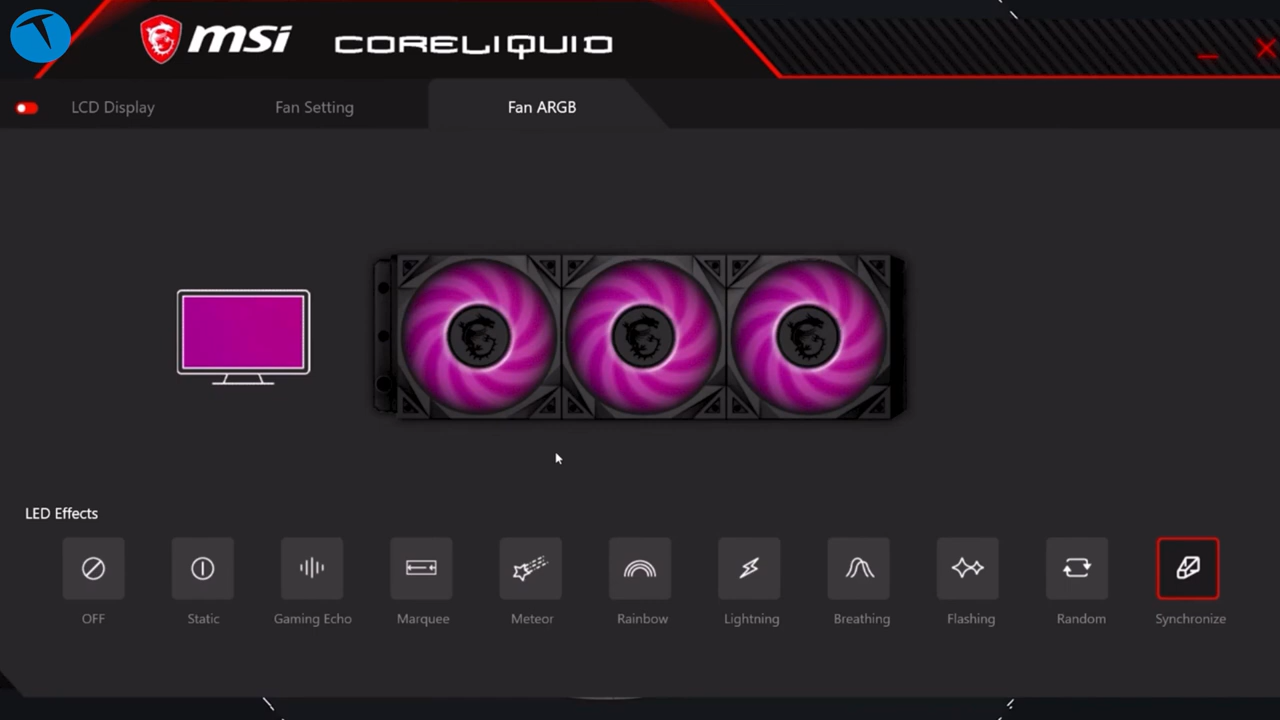 msi CORELIQUID
LCD Display Fan Setting Fan ARGB
LED Effects
OFF Static Gaming Echo Marquee Meteor Rainbow Lightning Breathing Flashing Random Synchronize